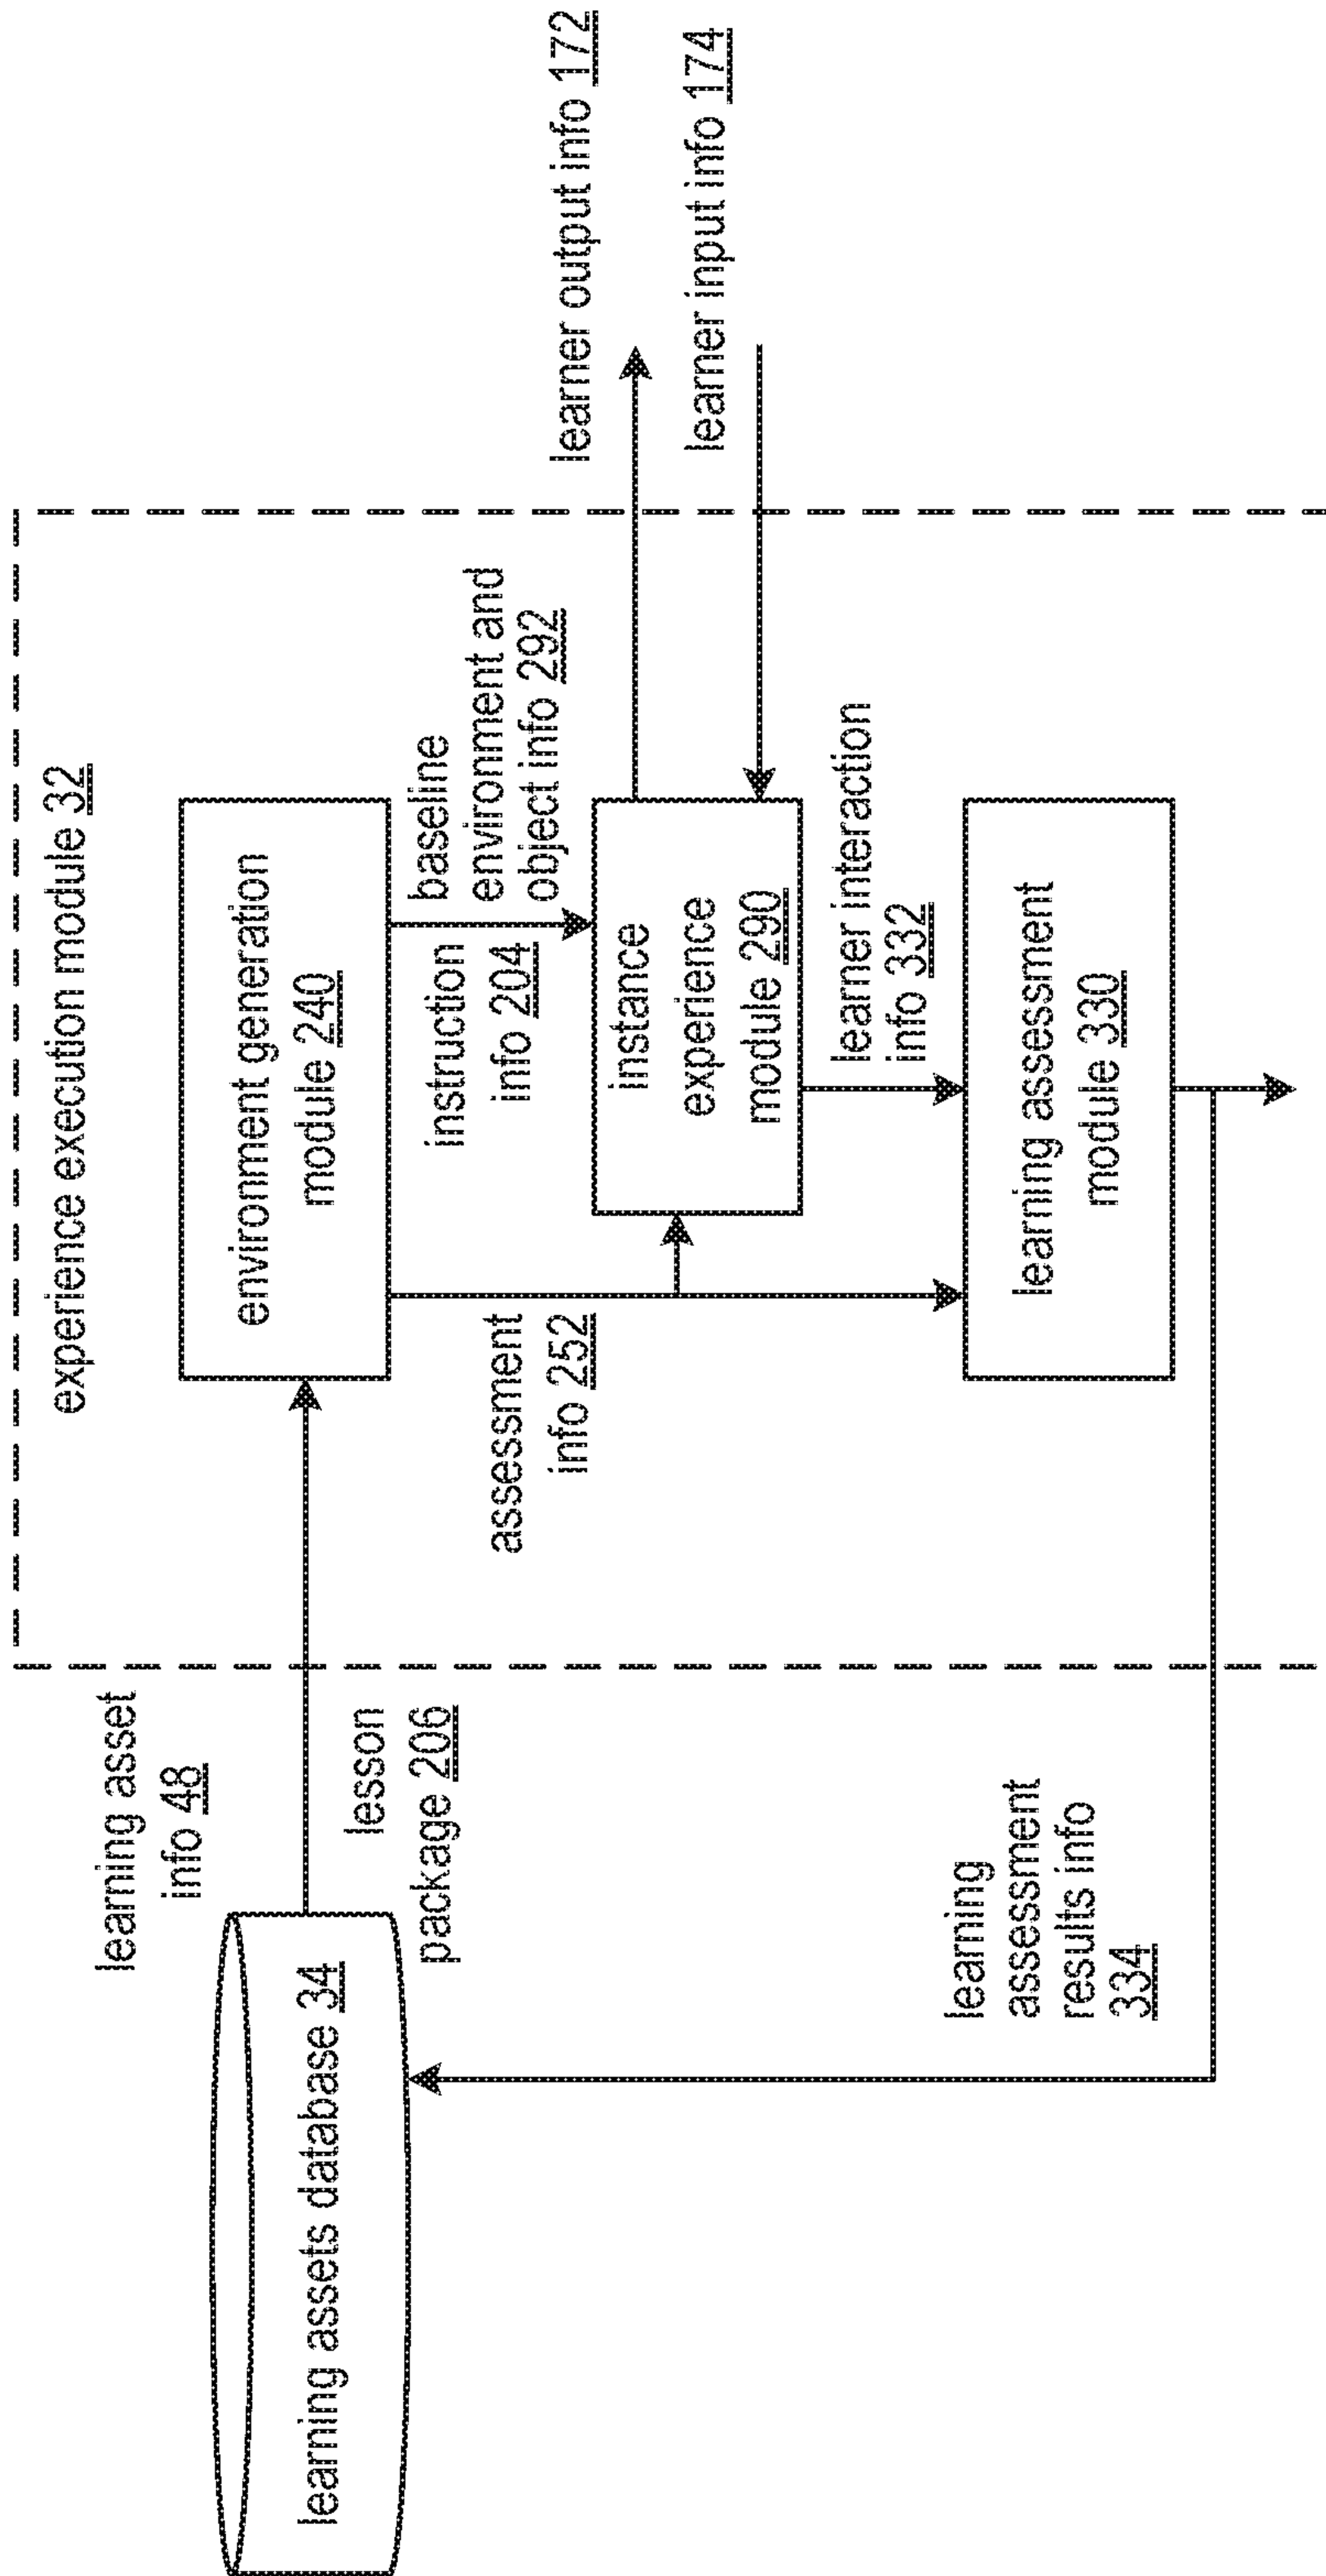 experience execution module 32
learning asset
info 48
learning assets database 34
lesson
package 206
environment generation
module 240
assessment
info 252
instruction
info 204
baseline
environment and
object info 292
instance
experience
module 290
learner output info 172
learner input info 174
learner interaction
info 332
learning assessment
module 330
learning
assessment
results info
334